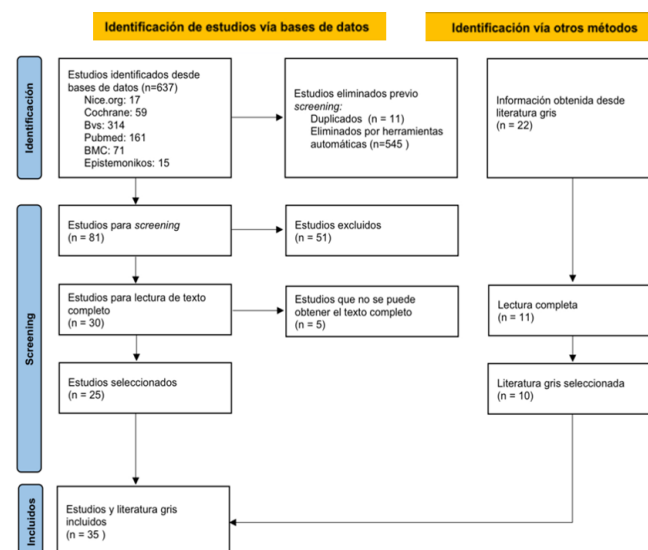 Identificación de estudios vía bases de datos
Identificación vía otros métodos
Identificación
Estudios identificados desde
bases de datos (n=637)
Nice.org: 17
Cochrane: 59
Bvs: 314
Pubmed: 161
BMC: 71
Epistemonikos: 15
Estudios eliminados previo
screening:
Duplicados (n = 11)
Eliminados por herramientas
automáticas (n=545 )
Información obtenida desde
literatura gris
(n = 22)
Screening
Estudios para screening
(n = 81)
Estudios excluidos
(n = 51)
Estudios para lectura de texto
completo
(n = 30)
Estudios que no se puede
obtener el texto completo
(n = 5)
Lectura completa
(n = 11)
Estudios seleccionados
(n = 25)
Literatura gris seleccionada
(n = 10)
Incluidos
Estudios y literatura gris
incluidos
(n = 35 )